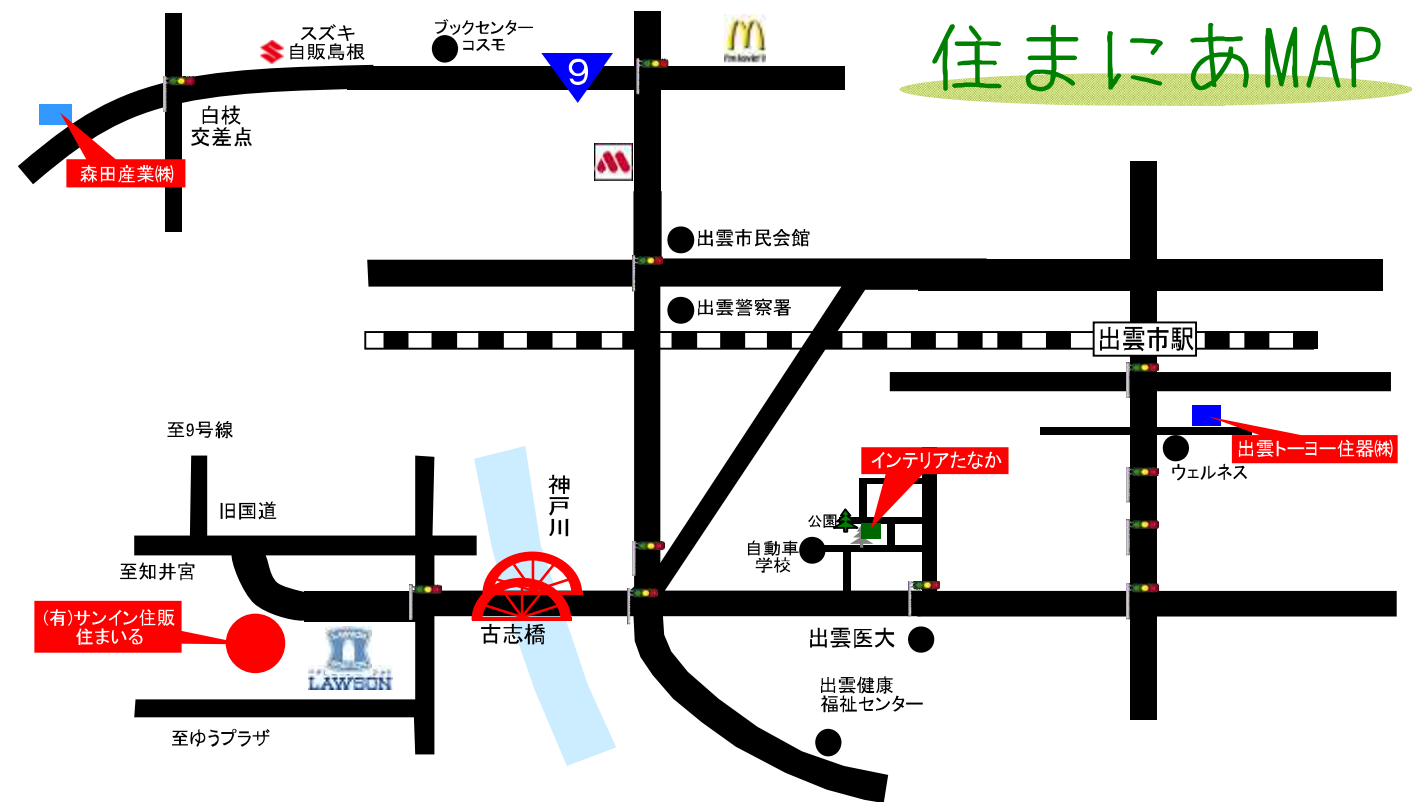 住まにあMAP
スズキ
自販島根
ブックセンター
コスモ
9
白枝
交差点
森田産業㈱
出雲市民会館
出雲警察署
出雲市駅
至9号線
旧国道
神戸川
インテリアたなか
出雲トーヨー住器㈱
ウェルネス
公園
自動車
学校
至知井宮
(有)サンイン住販
住まいる
LAWSON
古志橋
出雲医大
出雲健康
福祉センター
至ゆうプラザ